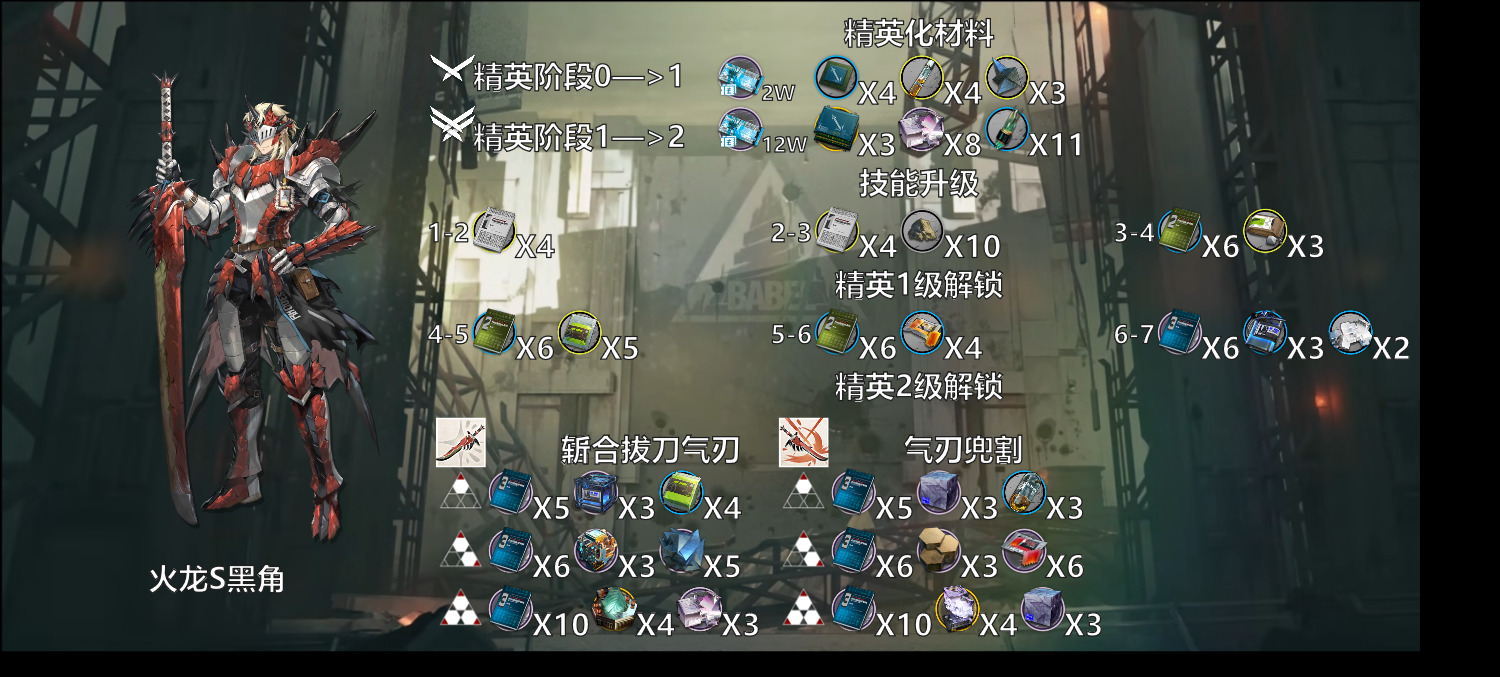 精英化材料
精英阶段0—>1 2W X4 X4 X3
精英阶段1—>2 12W X3 X8 X11
技能升级
1-2 X4 2-3 X4 X10 3-4 X6 X3
精英1级解锁
4-5 X6 X5 5-6 X6 X4 6-7 X6 X3 X2
精英2级解锁
斩合拔刀气刃 气刃兜割
X5 X3 X4 X5 X3 X3
X6 X3 X5 X6 X3 X6
X10 X4 X3 X10 X4 X3
火龙S黑角